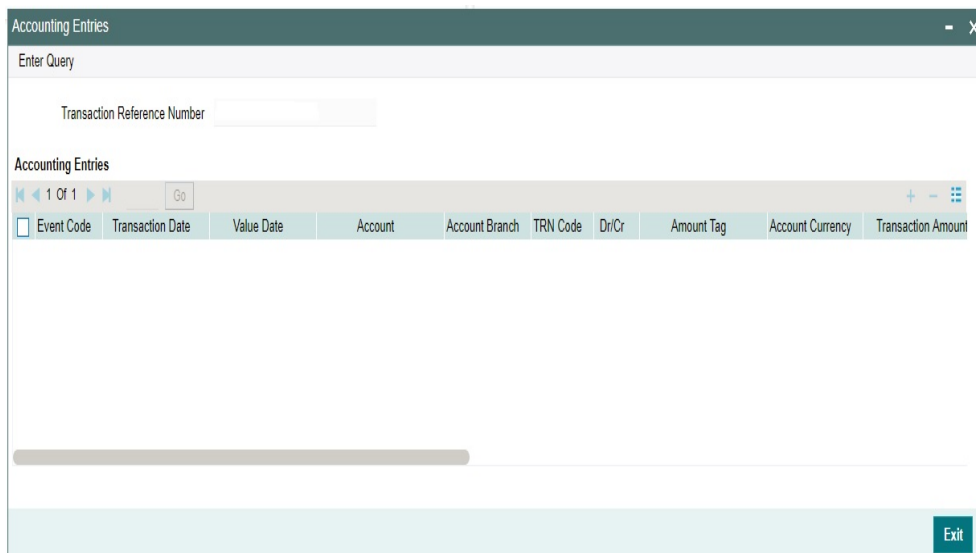 Accounting Entries
Enter Query
Transaction Reference Number
Accounting Entries
1 Of 1 Go
Event Code Transaction Date Value Date Account Account Branch TRN Code Dr/Cr Amount Tag Account Currency Transaction Amount
Exit